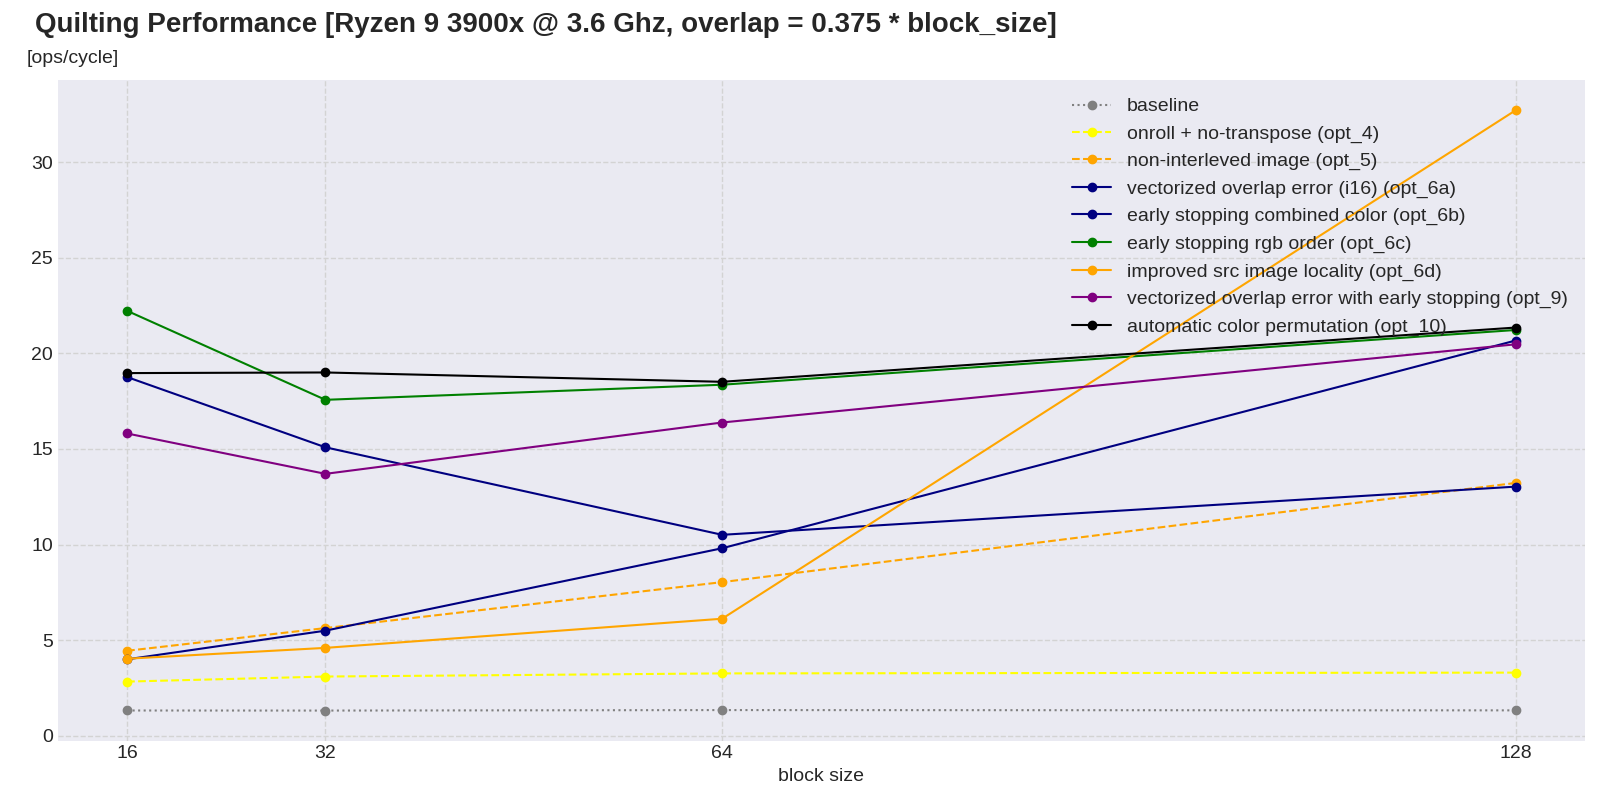 Quilting Performance [Ryzen 9 3900x @ 3.6 Ghz, overlap = 0.375 * block_size]
[ops/cycle]
baseline
onroll + no-transpose (opt_4)
non-interleved image (opt_5)
vectorized overlap error (i16) (opt_6a)
early stopping combined color (opt_6b)
early stopping rgb order (opt_6c)
improved src image locality (opt_6d)
vectorized overlap error with early stopping (opt_9)
automatic color permutation (opt_10)
30
25
20
15
10
5
0
16 32 64 128
block size